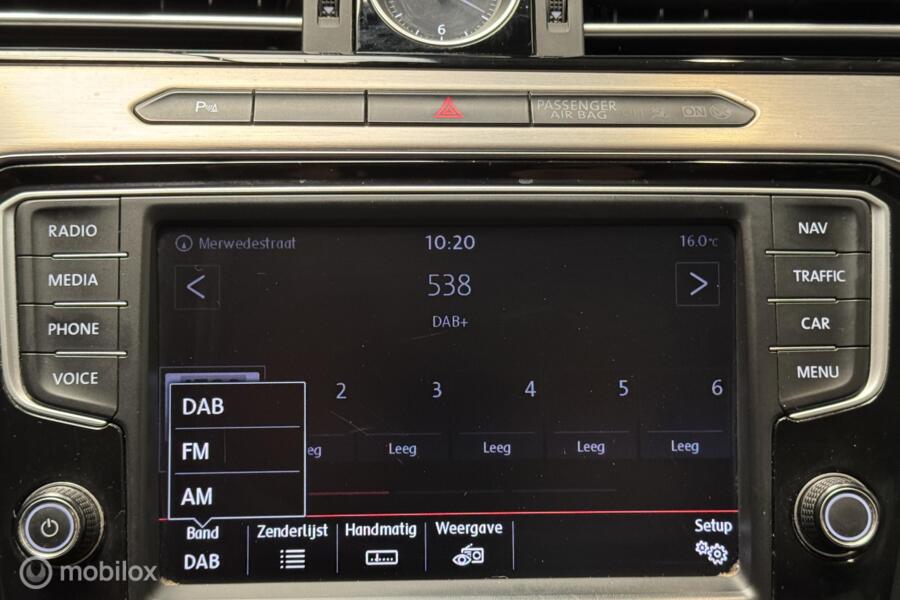 6
P
PASSENGER
AIR BAG ON
RADIO
MEDIA
PHONE
VOICE
NAV
TRAFFIC
CAR
MENU
Merwedestraat 10:20 16.0°C
< 538 >
DAB+
2 3 4 5 6
eg Leeg Leeg Leeg Leeg
DAB
FM
AM
Band Zenderlijst Handmatig Weergave Setup
DAB
mobilox